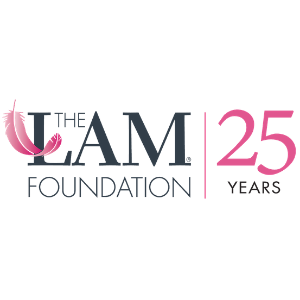 THE
LAM®
FOUNDATION
25
YEARS